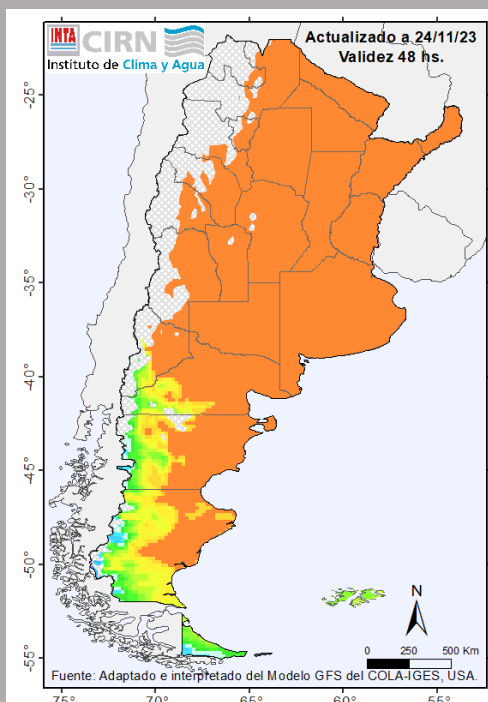 INTA CIRN
Instituto de Clima y Agua
Actualizado a 24/11/23
Validez 48 hs.
-25°
-30°
-35°
-40°
-45°
-50°
-55°
N
0 250 500 Km
Fuente: Adaptado e interpretado del Modelo GFS del COLA-IGES, USA.
-75° -70° -65° -60° -55°